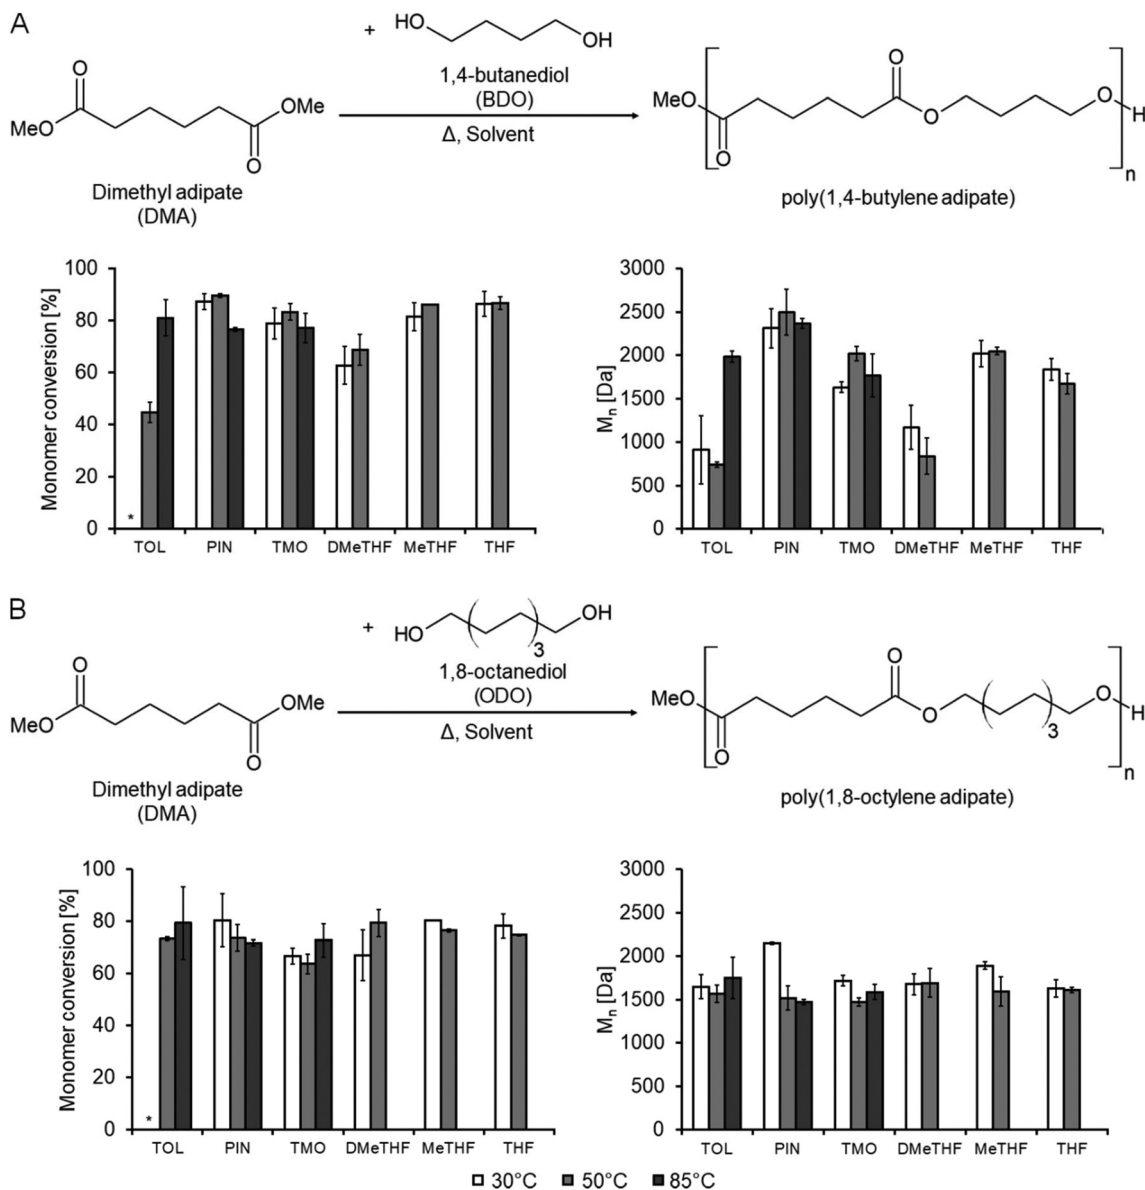 A
+ HO OH
1,4-butanediol
(BDO)
Δ, Solvent
O
MeO
OMe
O
Dimethyl adipate
(DMA)
MeO
O
O
O
O
H
n
poly(1,4-butylene adipate)
Monomer conversion [%]
100
80
60
40
20
0
*
TOL PIN TMO DMeTHF MeTHF THF
Mn [Da]
3000
2500
2000
1500
1000
500
0
TOL PIN TMO DMeTHF MeTHF THF
B
+ HO ( ) 3 OH
1,8-octanediol
(ODO)
Δ, Solvent
O
MeO
OMe
O
Dimethyl adipate
(DMA)
MeO
O
O
O
( ) 3
O
H
n
poly(1,8-octylene adipate)
Monomer conversion [%]
100
80
60
40
20
0
*
TOL PIN TMO DMeTHF MeTHF THF
Mn [Da]
3000
2500
2000
1500
1000
500
0
TOL PIN TMO DMeTHF MeTHF THF
30°C 50°C 85°C